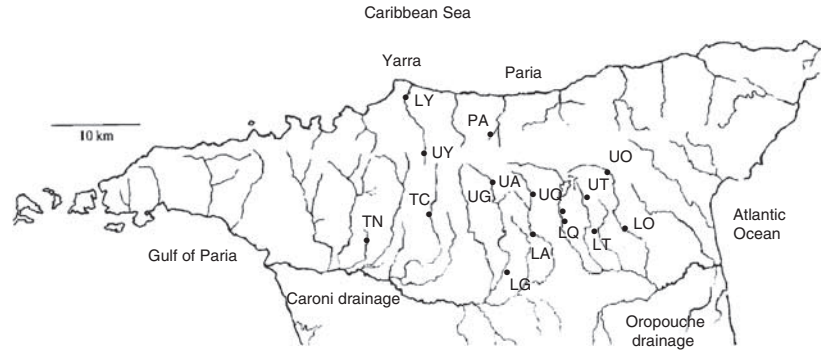 Caribbean Sea
Yarra
Paria
LY
10 km
PA
UY
UO
UA
UG
UQ
UT
TC
TN
LO
LQ
LT
Atlantic
Ocean
Gulf of Paria
LA
LG
Caroni drainage
Oropouche
drainage